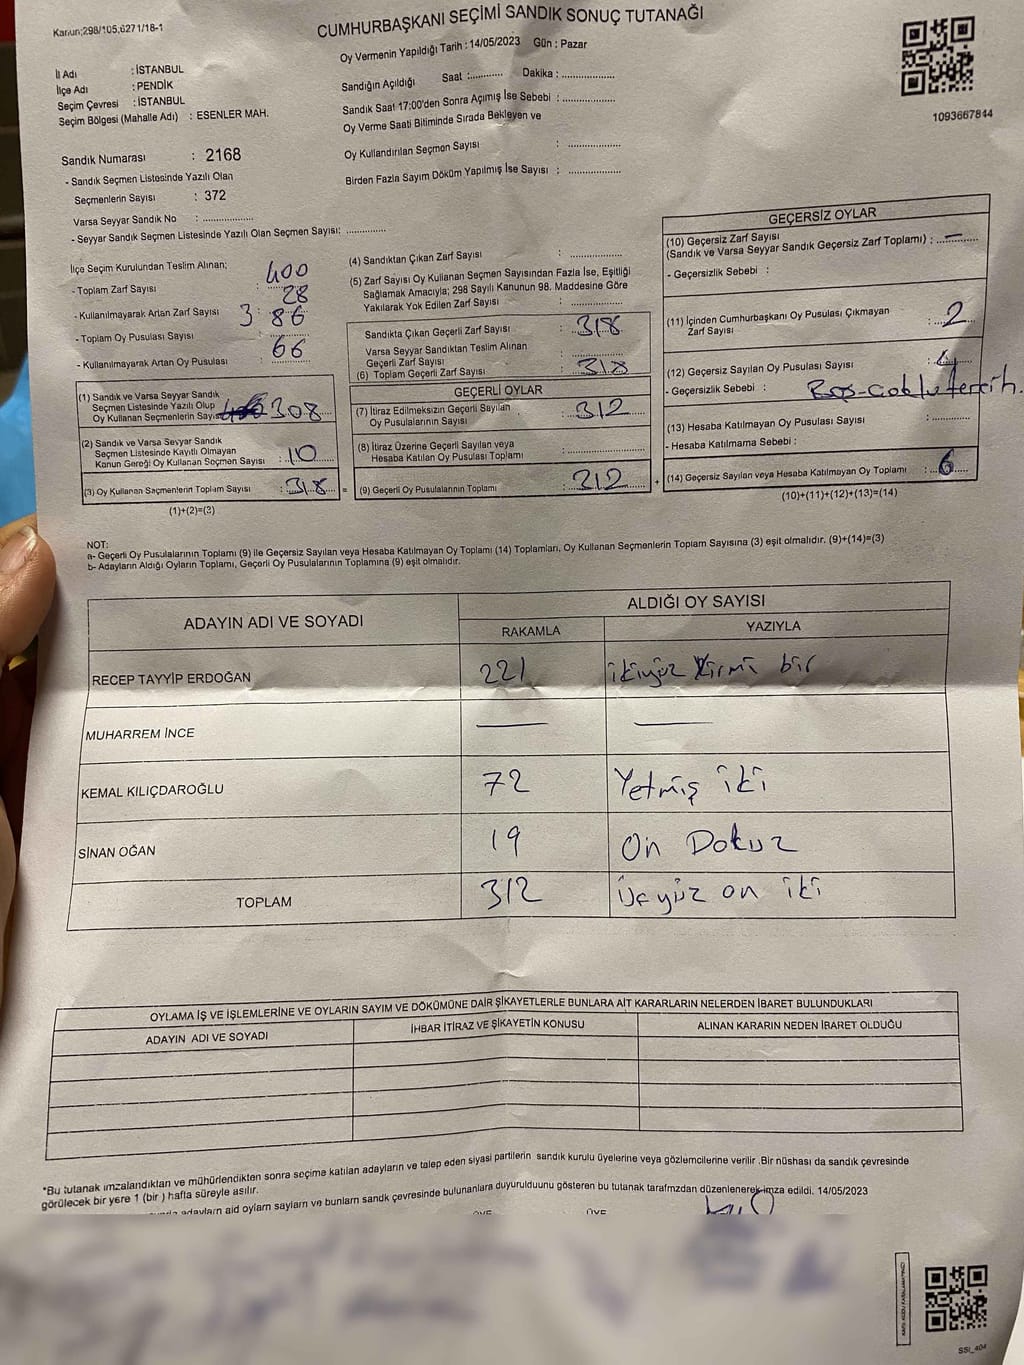 Kanun;298/105,6271/18-1
CUMHURBAŞKANI SEÇİMİ SANDIK SONUÇ TUTANAĞI
Oy Vermenin Yapıldığı Tarih : 14/05/2023 Gün : Pazar
İl Adı : İSTANBUL
İlçe Adı : PENDİK
Seçim Çevresi : İSTANBUL
Seçim Bölgesi (Mahalle Adı) : ESENLER MAH.
Sandığın Açıldığı Saat :........... Dakika : ................
Sandık Saat 17:00'den Sonra Açımış İse Sebebi : ................
Oy Verme Saati Bitiminde Sırada Bekleyen ve
Oy Kullandırılan Seçmen Sayısı : ................
Birden Fazla Sayım Döküm Yapılmış İse Sayısı : ................
1093667844
Sandık Numarası : 2168
- Sandık Seçmen Listesinde Yazılı Olan
Seçmenlerin Sayısı : 372
Varsa Seyyar Sandık No : ................
- Seyyar Sandık Seçmen Listesinde Yazılı Olan Seçmen Sayısı: ............
İlçe Seçim Kurulundan Teslim Alınan;
- Toplam Zarf Sayısı : 400
- Kullanılmayarak Artan Zarf Sayısı : 28
- Toplam Oy Pusulası Sayısı : 386
- Kullanılmayarak Artan Oy Pusulası : 66
(1) Sandık ve Varsa Seyyar Sandık
Seçmen Listesinde Yazılı Olup
Oy Kullanan Seçmenlerin Sayısı 308
(2) Sandık ve Varsa Seyyar Sandık
Seçmen Listesinde Kayıtlı Olmayan
Kanun Gereği Oy Kullanan Seçmen Sayısı : 10
(3) Oy Kullanan Seçmenlerin Toplam Sayısı : 318 =
(1)+(2)=(3)
(4) Sandıktan Çıkan Zarf Sayısı : ................
(5) Zarf Sayısı Oy Kullanan Seçmen Sayısından Fazla İse, Eşitliği
Sağlamak Amacıyla; 298 Sayılı Kanunun 98. Maddesine Göre
Yakılarak Yok Edilen Zarf Sayısı : ................
Sandıkta Çıkan Geçerli Zarf Sayısı : 318
Varsa Seyyar Sandıktan Teslim Alınan
Geçerli Zarf Sayısı : ................
(6) Toplam Geçerli Zarf Sayısı : 318
GEÇERLİ OYLAR
(7) İtiraz Edilmeksizin Geçerli Sayılan
Oy Pusulalarının Sayısı : 312
(8) İtiraz Üzerine Geçerli Sayılan veya
Hesaba Katılan Oy Pusulası Toplamı : ................
(9) Geçerli Oy Pusulalarının Toplamı : 312 +
GEÇERSİZ OYLAR
(10) Geçersiz Zarf Sayısı
(Sandık ve Varsa Seyyar Sandık Geçersiz Zarf Toplamı) : —
- Geçersizlik Sebebi :
(11) İçinden Cumhurbaşkanı Oy Pusulası Çıkmayan
Zarf Sayısı : 2
(12) Geçersiz Sayılan Oy Pusulası Sayısı : 4
- Geçersizlik Sebebi : Boş-Coklu tercih.
(13) Hesaba Katılmayan Oy Pusulası Sayısı : ................
- Hesaba Katılmama Sebebi :
(14) Geçersiz Sayılan veya Hesaba Katılmayan Oy Toplamı : 6
(10)+(11)+(12)+(13)=(14)
NOT:
a- Geçerli Oy Pusulalarının Toplamı (9) ile Geçersiz Sayılan veya Hesaba Katılmayan Oy Toplamı (14) Toplamları, Oy Kullanan Seçmenlerin Toplam Sayısına (3) eşit olmalıdır. (9)+(14)=(3)
b- Adayların Aldığı Oyların Toplamı, Geçerli Oy Pusulalarının Toplamına (9) eşit olmalıdır.
ADAYIN ADI VE SOYADI
ALDIĞI OY SAYISI
RAKAMLA YAZIYLA
RECEP TAYYİP ERDOĞAN 221 ikiyüz Yirmi bir
MUHARREM İNCE — —
KEMAL KILIÇDAROĞLU 72 Yetmiş iki
SİNAN OĞAN 19 On Dokuz
TOPLAM 312 Üçyüz on iki
OYLAMA İŞ VE İŞLEMLERİNE VE OYLARIN SAYIM VE DÖKÜMÜNE DAİR ŞİKAYETLERLE BUNLARA AİT KARARLARIN NELERDEN İBARET BULUNDUKLARI
ADAYIN ADI VE SOYADI İHBAR İTİRAZ VE ŞİKAYETİN KONUSU ALINAN KARARIN NEDEN İBARET OLDUĞU
*Bu tutanak imzalandıktan ve mühürlendikten sonra seçime katılan adayların ve talep eden siyasi partilerin sandık kurulu üyelerine veya gözlemcilerine verilir .Bir nüshası da sandık çevresinde
görülecek bir yere 1 (bir ) hafta süreyle asılır.
adayların aid oyların sayların ve bunların sandk çevresinde bulunanlara duyurulduunu gösteren bu tutanak tarafmzdan düzenlenerek imza edildi. 14/05/2023
ÜYE ÜYE
SSI_404